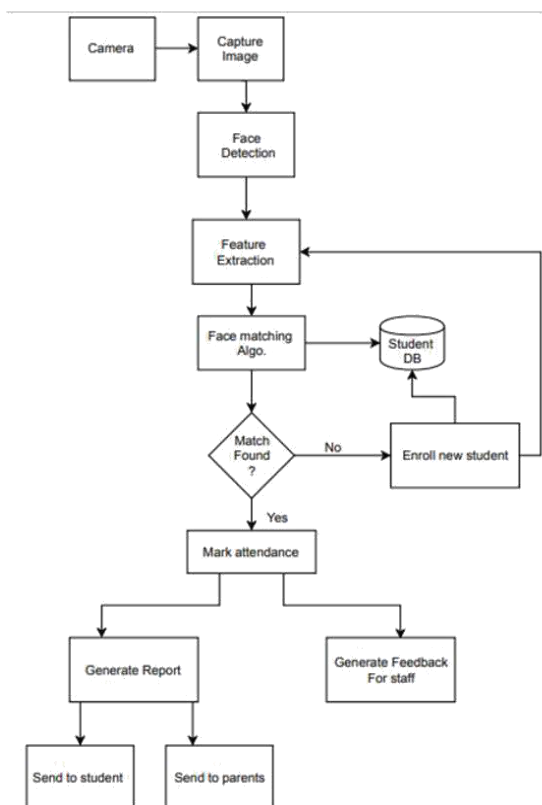 Camera
Capture
Image
Face
Detection
Feature
Extraction
Face matching
Algo.
Student
DB
Match
Found
?
No
Enroll new student
Yes
Mark attendance
Generate Report
Generate Feedback
For staff
Send to student
Send to parents